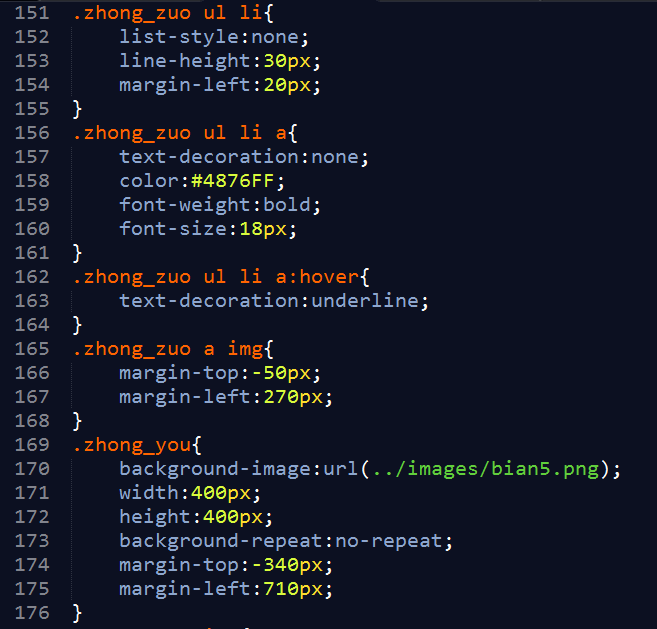 151 .zhong_zuo ul li{
152     list-style:none;
153     line-height:30px;
154     margin-left:20px;
155 }
156 .zhong_zuo ul li a{
157     text-decoration:none;
158     color:#4876FF;
159     font-weight:bold;
160     font-size:18px;
161 }
162 .zhong_zuo ul li a:hover{
163     text-decoration:underline;
164 }
165 .zhong_zuo a img{
166     margin-top:-50px;
167     margin-left:270px;
168 }
169 .zhong_you{
170     background-image:url(../images/bian5.png);
171     width:400px;
172     height:400px;
173     background-repeat:no-repeat;
174     margin-top:-340px;
175     margin-left:710px;
176 }